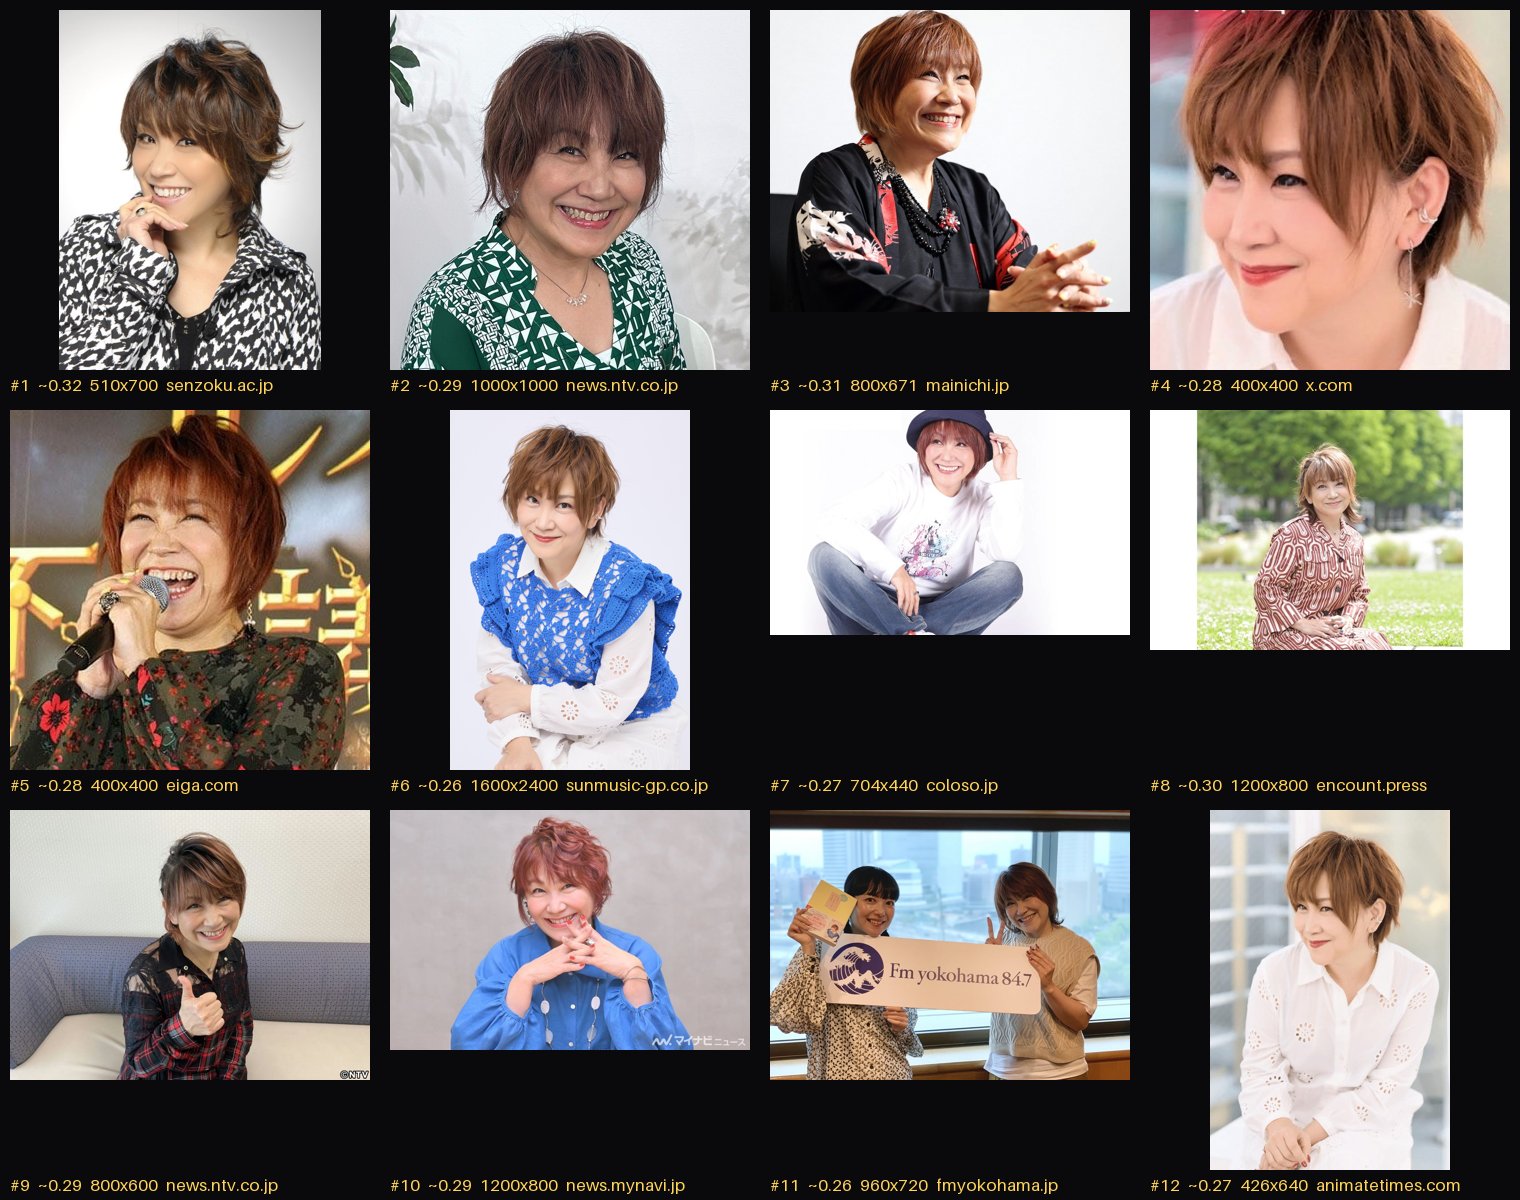 #1 ~0.32 510x700 senzoku.ac.jp
#2 ~0.29 1000x1000 news.ntv.co.jp
#3 ~0.31 800x671 mainichi.jp
#4 ~0.28 400x400 x.com
#5 ~0.28 400x400 eiga.com
#6 ~0.26 1600x2400 sunmusic-gp.co.jp
#7 ~0.27 704x440 coloso.jp
#8 ~0.30 1200x800 encount.press
©NTV
マイナビニュース
Fm yokohama 84.7
#9 ~0.29 800x600 news.ntv.co.jp
#10 ~0.29 1200x800 news.mynavi.jp
#11 ~0.26 960x720 fmyokohama.jp
#12 ~0.27 426x640 animatetimes.com